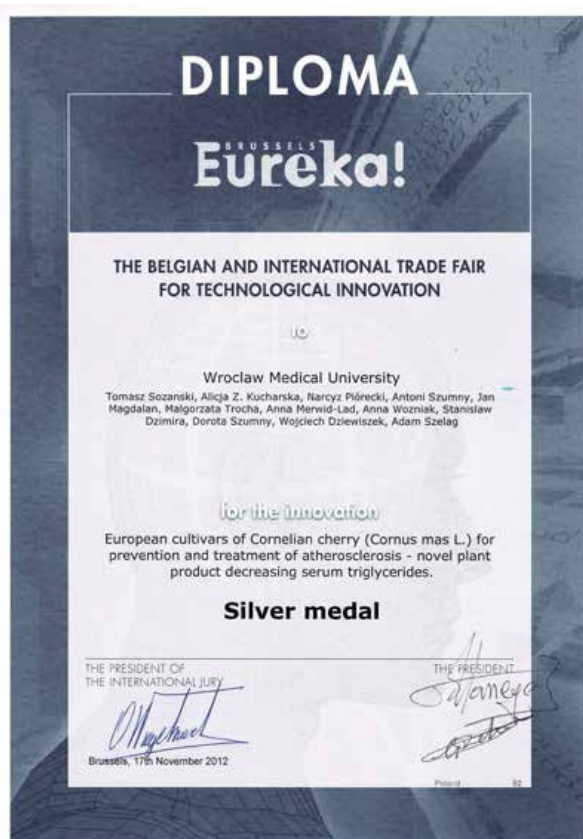 DIPLOMA
BRUSSELS
Eureka!
THE BELGIAN AND INTERNATIONAL TRADE FAIR
FOR TECHNOLOGICAL INNOVATION
to
Wroclaw Medical University
Tomasz Sozanski, Alicja Z. Kucharska, Narcyz Piórecki, Antoni Szumny, Jan
Magdalan, Malgorzata Trocha, Anna Merwid-Lad, Anna Wozniak, Stanislaw
Dzimira, Dorota Szumny, Wojciech Dziewiszek, Adam Szelag
for the innovation
European cultivars of Cornelian cherry (Cornus mas L.) for
prevention and treatment of atherosclerosis - novel plant
product decreasing serum triglycerides.
Silver medal
THE PRESIDENT OF
THE INTERNATIONAL JURY
THE PRESIDENT
Brussels, 17th November 2012
Poland 92